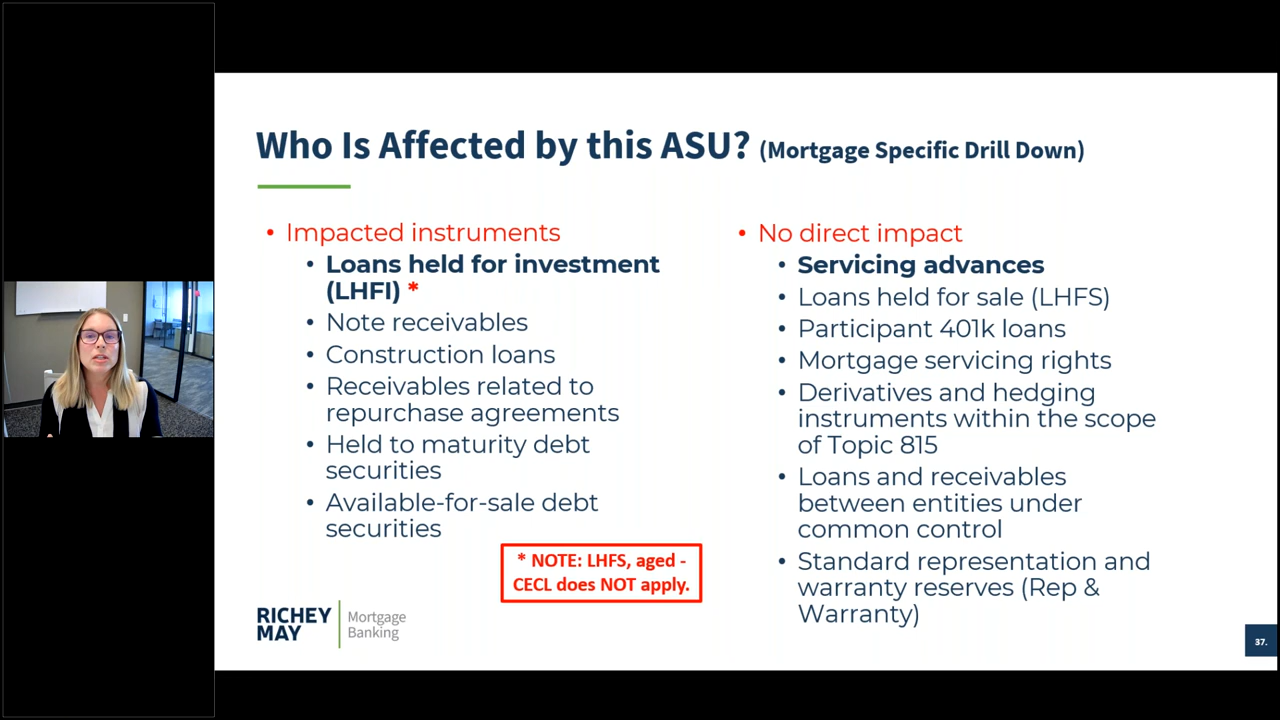 Who Is Affected by this ASU? (Mortgage Specific Drill Down)
• Impacted instruments
• Loans held for investment
(LHFI) *
• Note receivables
• Construction loans
• Receivables related to
repurchase agreements
• Held to maturity debt
securities
• Available-for-sale debt
securities
* NOTE: LHFS, aged -
CECL does NOT apply.
• No direct impact
• Servicing advances
• Loans held for sale (LHFS)
• Participant 401k loans
• Mortgage servicing rights
• Derivatives and hedging
instruments within the scope
of Topic 815
• Loans and receivables
between entities under
common control
• Standard representation and
warranty reserves (Rep &
Warranty)
RICHEY
MAY
Mortgage
Banking
37.